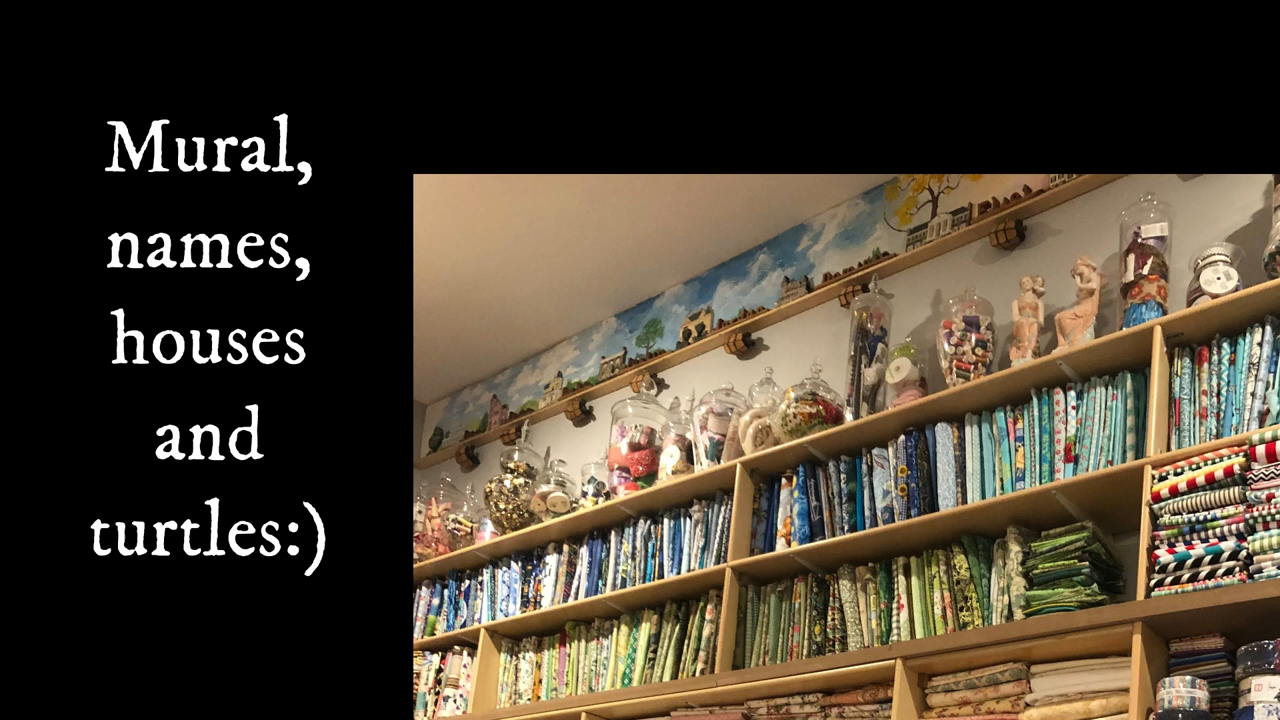 Mural,
names,
houses
and
turtles:)